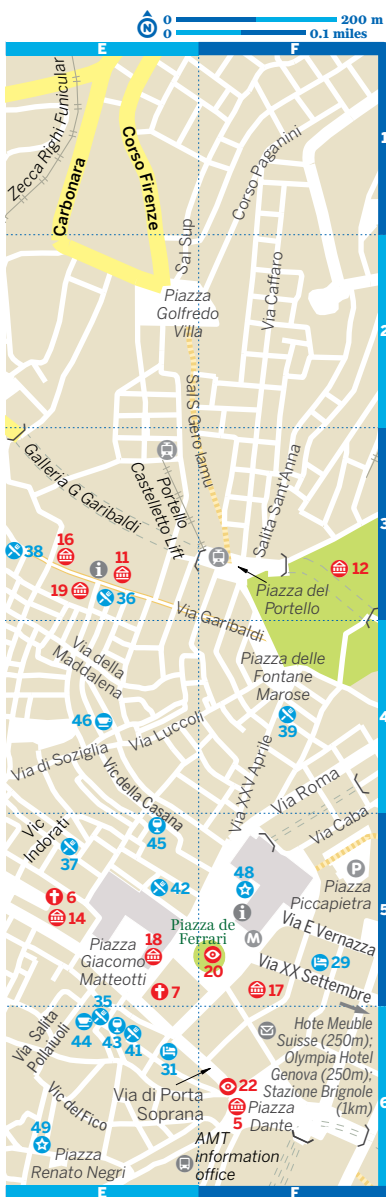 0 200 m
N
0 0.1 miles
E F
1
Zecca Righi Funicular
Carbonara
Corso Firenze
Corso Paganini
Sal Sup
Via Caffaro
2
Piazza
Golfredo
Villa
Sal S Gero lamu
Salita Sant'Anna
3
Galleria G Garibaldi
Portello
Castelletto Lift
38
16
i
11
19
36
12
Piazza del
Portello
Via Garibaldi
4
Via della
Maddalena
Piazza delle
Fontane
Marose
46
39
Via Luccoli
Via di Soziglia
Via XXV Aprile
Vic della Casana
Via Roma
Via Caba
5
Vic
Indorati
45
37
P
48
42
6
i
Piazza
Piccapietra
14
Piazza de
Ferrari
Via E Vernazza
M
Piazza
Giacomo
Matteotti
18
20
29
Via XX Settembre
7
17
6
35
Via Salita
Pollaiuoli
44
43
41
31
Hote Meuble
Suisse (250m);
Olympia Hotel
Genova (250m);
Stazione Brignole
(1km)
Via di Porta
Soprana
22
Vic del Fico
5
Piazza
Dante
49
Piazza
Renato Negri
AMT
information
office
E F